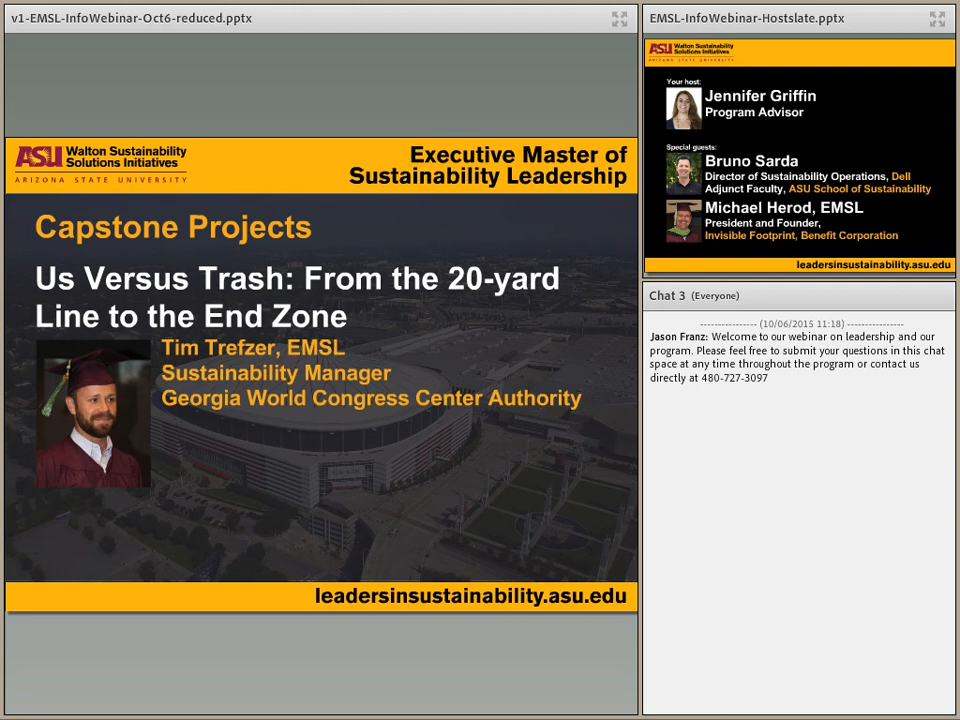 v1-EMSL-InfoWebinar-Oct6-reduced.pptx
ASU Walton Sustainability
Solutions Initiatives
ARIZONA STATE UNIVERSITY
Executive Master of
Sustainability Leadership
Capstone Projects
Us Versus Trash: From the 20-yard
Line to the End Zone
Tim Trefzer, EMSL
Sustainability Manager
Georgia World Congress Center Authority
leadersinsustainability.asu.edu
EMSL-InfoWebinar-Hostslate.pptx
ASU Walton Sustainability
Solutions Initiatives
ARIZONA STATE UNIVERSITY
Your host:
Jennifer Griffin
Program Advisor
Special guests:
Bruno Sarda
Director of Sustainability Operations, Dell
Adjunct Faculty, ASU School of Sustainability
Michael Herod, EMSL
President and Founder,
Invisible Footprint, Benefit Corporation
leadersinsustainability.asu.edu
Chat 3 (Everyone)
---------------- (10/06/2015 11:18) ----------------
Jason Franz: Welcome to our webinar on leadership and our
program. Please feel free to submit your questions in this chat
space at any time throughout the program or contact us
directly at 480-727-3097